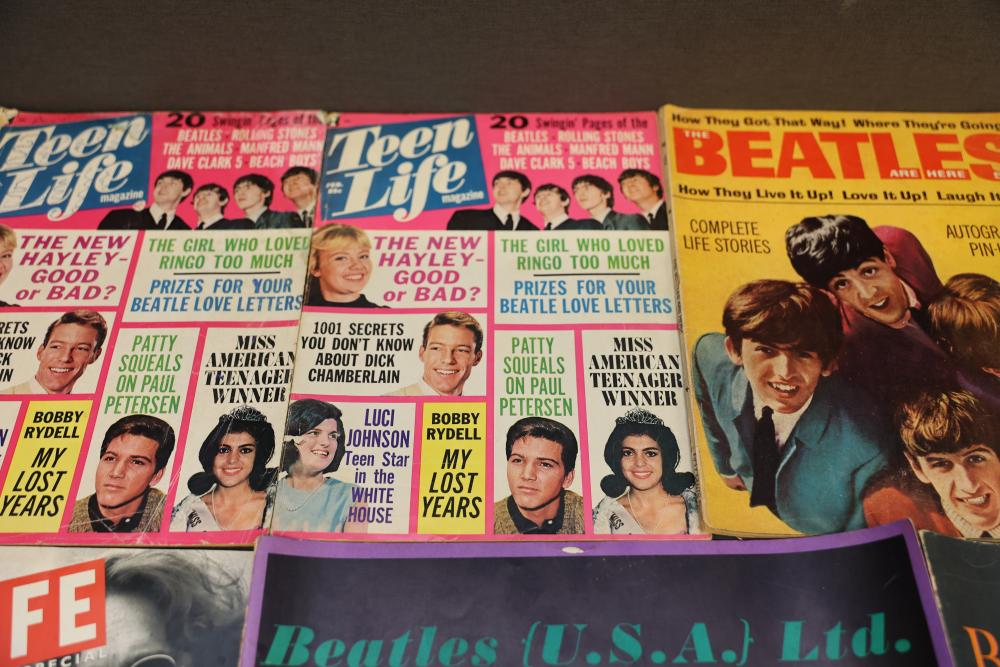 Teen
Life
magazine
20 Swingin' Pages of the
BEATLES · ROLLING STONES
THE ANIMALS · MANFRED MANN
DAVE CLARK 5 · BEACH BOYS
THE NEW
HAYLEY-
GOOD
or BAD?
THE GIRL WHO LOVED
RINGO TOO MUCH
PRIZES FOR YOUR
BEATLE LOVE LETTERS
PATTY
SQUEALS
ON PAUL
PETERSEN
MISS
AMERICAN
TEENAGER
WINNER
BOBBY
RYDELL
MY
LOST
YEARS
Teen
Life
magazine
FEB.
20 Swingin' Pages of the
BEATLES · ROLLING STONES
THE ANIMALS · MANFRED MANN
DAVE CLARK 5 · BEACH BOYS
THE NEW
HAYLEY-
GOOD
or BAD?
THE GIRL WHO LOVED
RINGO TOO MUCH
PRIZES FOR YOUR
BEATLE LOVE LETTERS
1001 SECRETS
YOU DON'T KNOW
ABOUT DICK
CHAMBERLAIN
PATTY
SQUEALS
ON PAUL
PETERSEN
MISS
AMERICAN
TEENAGER
WINNER
LUCI
JOHNSON
Teen Star
in the
WHITE
HOUSE
BOBBY
RYDELL
MY
LOST
YEARS
How They Got That Way! Where They're Goin
THE
BEATLES
ARE HERE
How They Live It Up! Love It Up! Laugh I
COMPLETE
LIFE STORIES
AUTOGR
PIN-
FE
SPECIAL
Beatles (U.S.A.) Ltd.